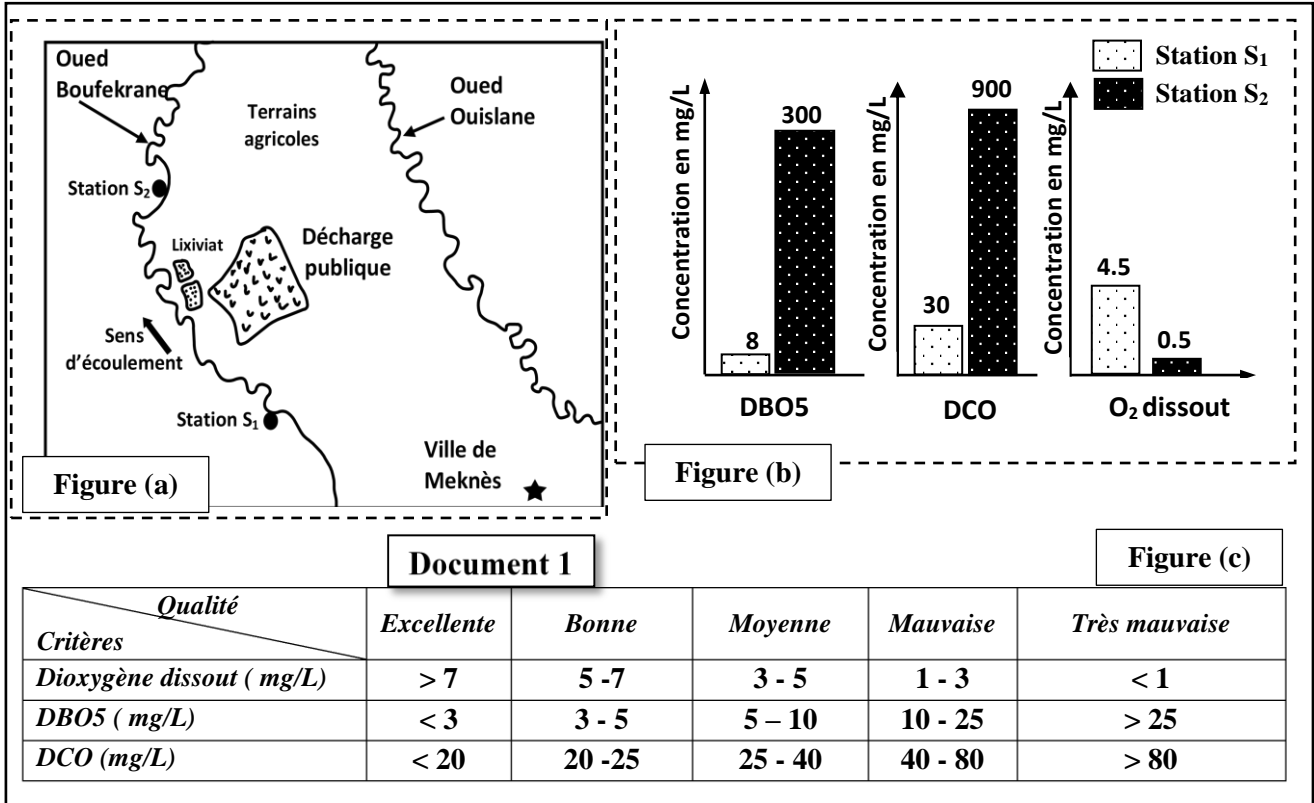 Oued
Boufekrane
Terrains
agricoles
Oued
Ouislane
Station S₂
Lixiviat
Décharge
publique
Sens
d'écoulement
Station S₁
Ville de
Meknès
Figure (a)
Station S₁
Station S₂
Concentration en mg/L
8
300
DBO5
Concentration en mg/L
30
900
DCO
Concentration en mg/L
4.5
0.5
O₂ dissout
Figure (b)
Document 1
Figure (c)
Qualité
Critères
Excellente Bonne Moyenne Mauvaise Très mauvaise
Dioxygène dissout ( mg/L) > 7 5 -7 3 - 5 1 - 3 < 1
DBO5 ( mg/L) < 3 3 - 5 5 – 10 10 - 25 > 25
DCO (mg/L) < 20 20 -25 25 - 40 40 - 80 > 80